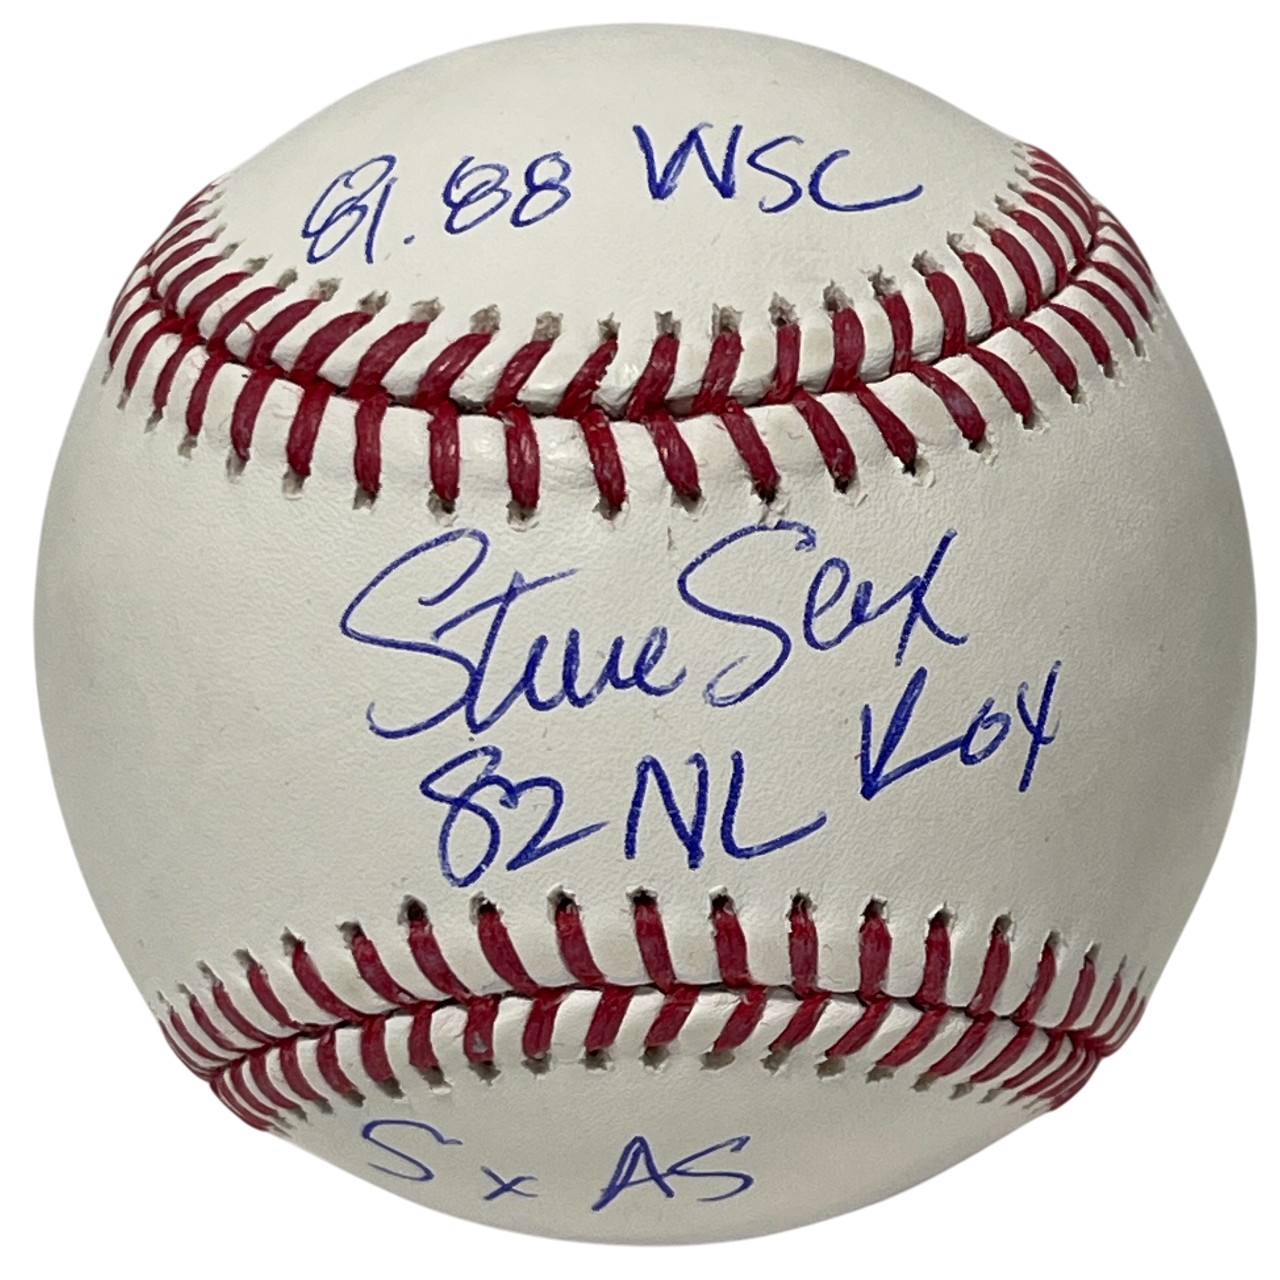 81. 88 WSC
Steve Sax
82 NL ROY
5x AS